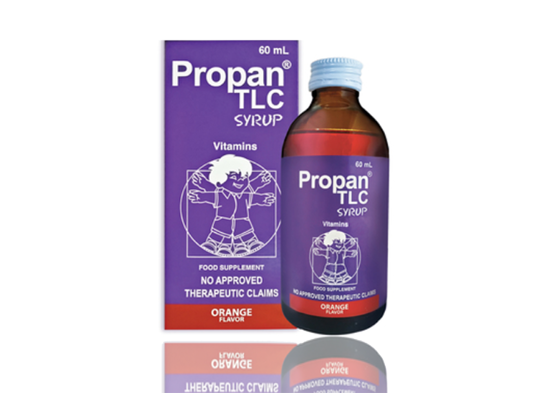 60 mL
Propan®
TLC
SYRUP
Vitamins
FOOD SUPPLEMENT
NO APPROVED
THERAPEUTIC CLAIMS
ORANGE
FLAVOR
60 mL
Propan®
TLC
SYRUP
Vitamins
FOOD SUPPLEMENT
NO APPROVED THERAPEUTIC CLAIMS
ORANGE
FLAVOR